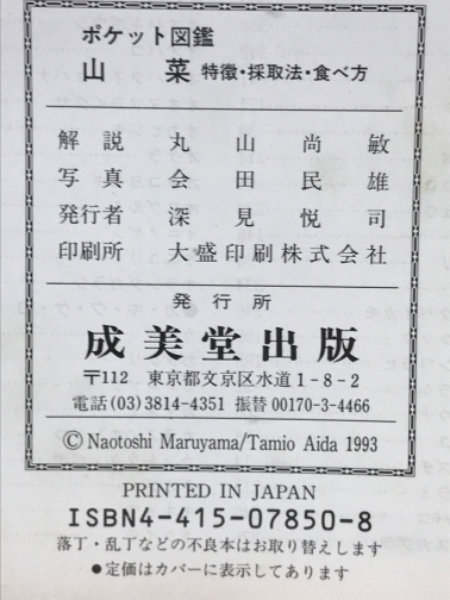 ポケット図鑑
山菜 特徴・採取法・食べ方
解説 丸山尚敏
写真 会田民雄
発行者 深見悦司
印刷所 大盛印刷株式会社
発行所
成美堂出版
〒112 東京都文京区水道1-8-2
電話(03)3814-4351 振替00170-3-4466
©Naotoshi Maruyama/Tamio Aida 1993
PRINTED IN JAPAN
ISBN4-415-07850-8
落丁・乱丁などの不良本はお取り替えします
●定価はカバーに表示してあります